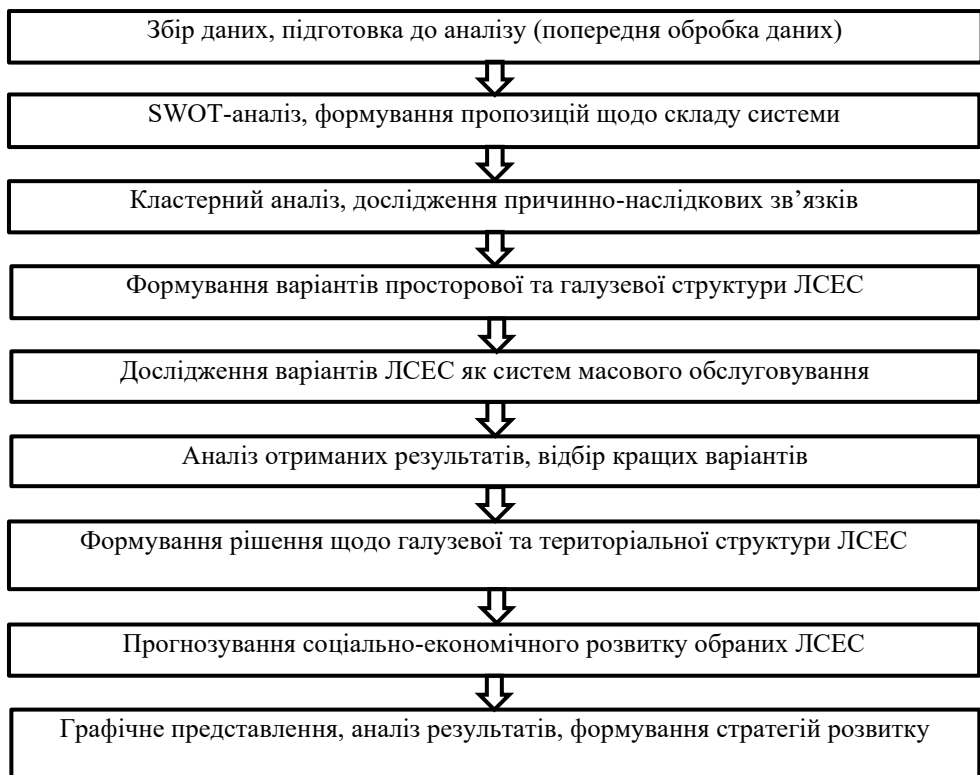 Збір даних, підготовка до аналізу (попередня обробка даних)
SWOT-аналіз, формування пропозицій щодо складу системи
Кластерний аналіз, дослідження причинно-наслідкових зв’язків
Формування варіантів просторової та галузевої структури ЛСЕС
Дослідження варіантів ЛСЕС як систем масового обслуговування
Аналіз отриманих результатів, відбір кращих варіантів
Формування рішення щодо галузевої та територіальної структури ЛСЕС
Прогнозування соціально-економічного розвитку обраних ЛСЕС
Графічне представлення, аналіз результатів, формування стратегій розвитку